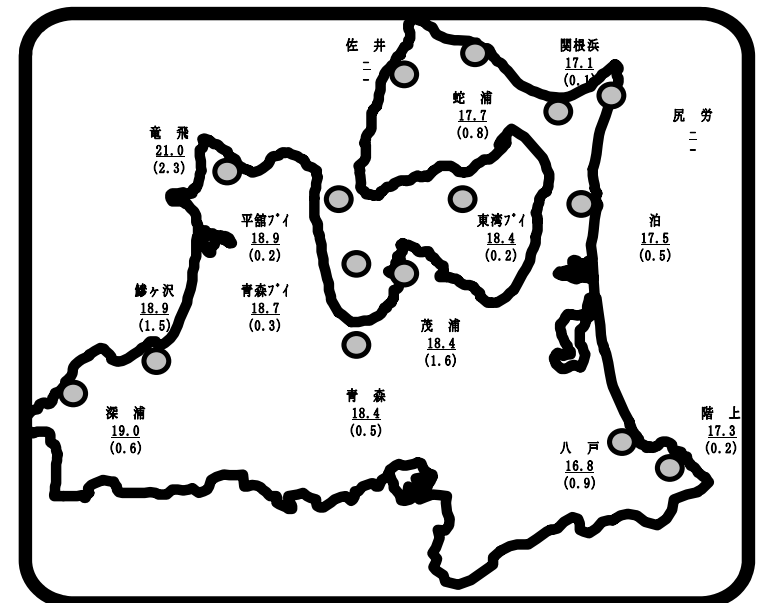 佐 井
-
-
関根浜
17.1
(0.1)
蛇 浦
17.7
(0.8)
尻 労
-
-
竜 飛
21.0
(2.3)
平舘ﾌﾞｲ
18.9
(0.2)
東湾ﾌﾞｲ
18.4
(0.2)
泊
17.5
(0.5)
鰺ヶ沢
18.9
(1.5)
青森ﾌﾞｲ
18.7
(0.3)
茂 浦
18.4
(1.6)
深 浦
19.0
(0.6)
青 森
18.4
(0.5)
八 戸
16.8
(0.9)
階 上
17.3
(0.2)